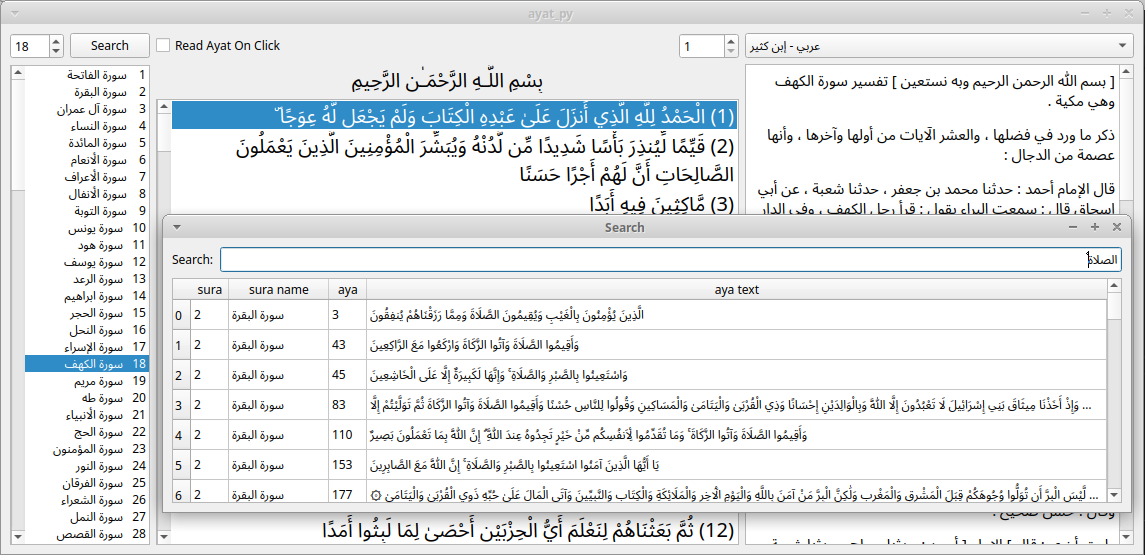 ayat_py
18
Search
Read Ayat On Click
1
عربي - إبن كثير
1 سورة الفاتحة
2 سورة البقرة
3 سورة آل عمران
4 سورة النساء
5 سورة المائدة
6 سورة الأنعام
7 سورة الأعراف
8 سورة الأنفال
9 سورة التوبة
10 سورة يونس
11 سورة هود
12 سورة يوسف
13 سورة الرعد
14 سورة ابراهيم
15 سورة الحجر
16 سورة النحل
17 سورة الإسراء
18 سورة الكهف
19 سورة مريم
20 سورة طه
21 سورة الأنبياء
22 سورة الحج
23 سورة المؤمنون
24 سورة النور
25 سورة الفرقان
26 سورة الشعراء
27 سورة النمل
28 سورة القصص
بِسْمِ اللَّـهِ الرَّحْمَـٰنِ الرَّحِيمِ
(1) الْحَمْدُ لِلَّهِ الَّذِي أَنزَلَ عَلَىٰ عَبْدِهِ الْكِتَابَ وَلَمْ يَجْعَل لَّهُ عِوَجًا ۜ
(2) قَيِّمًا لِّيُنذِرَ بَأْسًا شَدِيدًا مِّن لَّدُنْهُ وَيُبَشِّرَ الْمُؤْمِنِينَ الَّذِينَ يَعْمَلُونَ
الصَّالِحَاتِ أَنَّ لَهُمْ أَجْرًا حَسَنًا
(3) مَّاكِثِينَ فِيهِ أَبَدًا
(12) ثُمَّ بَعَثْنَاهُمْ لِنَعْلَمَ أَيُّ الْحِزْبَيْنِ أَحْصَىٰ لِمَا لَبِثُوا أَمَدًا
[ بسم الله الرحمن الرحيم وبه نستعين ] تفسير سورة الكهف
وهي مكية .
ذكر ما ورد في فضلها ، والعشر الآيات من أولها وآخرها ، وأنها
عصمة من الدجال :
قال الإمام أحمد : حدثنا محمد بن جعفر ، حدثنا شعبة ، عن أبي
إسحاق قال : سمعت البراء يقول : قرأ رجل الكهف ، وفي الدار
Search
Search:
الصلاة
sura sura name aya aya text
0 2 سورة البقرة 3 الَّذِينَ يُؤْمِنُونَ بِالْغَيْبِ وَيُقِيمُونَ الصَّلَاةَ وَمِمَّا رَزَقْنَاهُمْ يُنفِقُونَ
1 2 سورة البقرة 43 وَأَقِيمُوا الصَّلَاةَ وَآتُوا الزَّكَاةَ وَارْكَعُوا مَعَ الرَّاكِعِينَ
2 2 سورة البقرة 45 وَاسْتَعِينُوا بِالصَّبْرِ وَالصَّلَاةِ ۚ وَإِنَّهَا لَكَبِيرَةٌ إِلَّا عَلَى الْخَاشِعِينَ
3 2 سورة البقرة 83 وَإِذْ أَخَذْنَا مِيثَاقَ بَنِي إِسْرَائِيلَ لَا تَعْبُدُونَ إِلَّا اللَّهَ وَبِالْوَالِدَيْنِ إِحْسَانًا وَذِي الْقُرْبَىٰ وَالْيَتَامَىٰ وَالْمَسَاكِينِ وَقُولُوا لِلنَّاسِ حُسْنًا وَأَقِيمُوا الصَّلَاةَ وَآتُوا الزَّكَاةَ ثُمَّ تَوَلَّيْتُمْ إِلَّا ...
4 2 سورة البقرة 110 وَأَقِيمُوا الصَّلَاةَ وَآتُوا الزَّكَاةَ ۚ وَمَا تُقَدِّمُوا لِأَنفُسِكُم مِّنْ خَيْرٍ تَجِدُوهُ عِندَ اللَّهِ ۗ إِنَّ اللَّهَ بِمَا تَعْمَلُونَ بَصِيرٌ
5 2 سورة البقرة 153 يَا أَيُّهَا الَّذِينَ آمَنُوا اسْتَعِينُوا بِالصَّبْرِ وَالصَّلَاةِ ۚ إِنَّ اللَّهَ مَعَ الصَّابِرِينَ
6 2 سورة البقرة 177 ۞ لَّيْسَ الْبِرَّ أَن تُوَلُّوا وُجُوهَكُمْ قِبَلَ الْمَشْرِقِ وَالْمَغْرِبِ وَلَٰكِنَّ الْبِرَّ مَنْ آمَنَ بِاللَّهِ وَالْيَوْمِ الْآخِرِ وَالْمَلَائِكَةِ وَالْكِتَابِ وَالنَّبِيِّينَ وَآتَى الْمَالَ عَلَىٰ حُبِّهِ ذَوِي الْقُرْبَىٰ وَالْيَتَامَىٰ ...